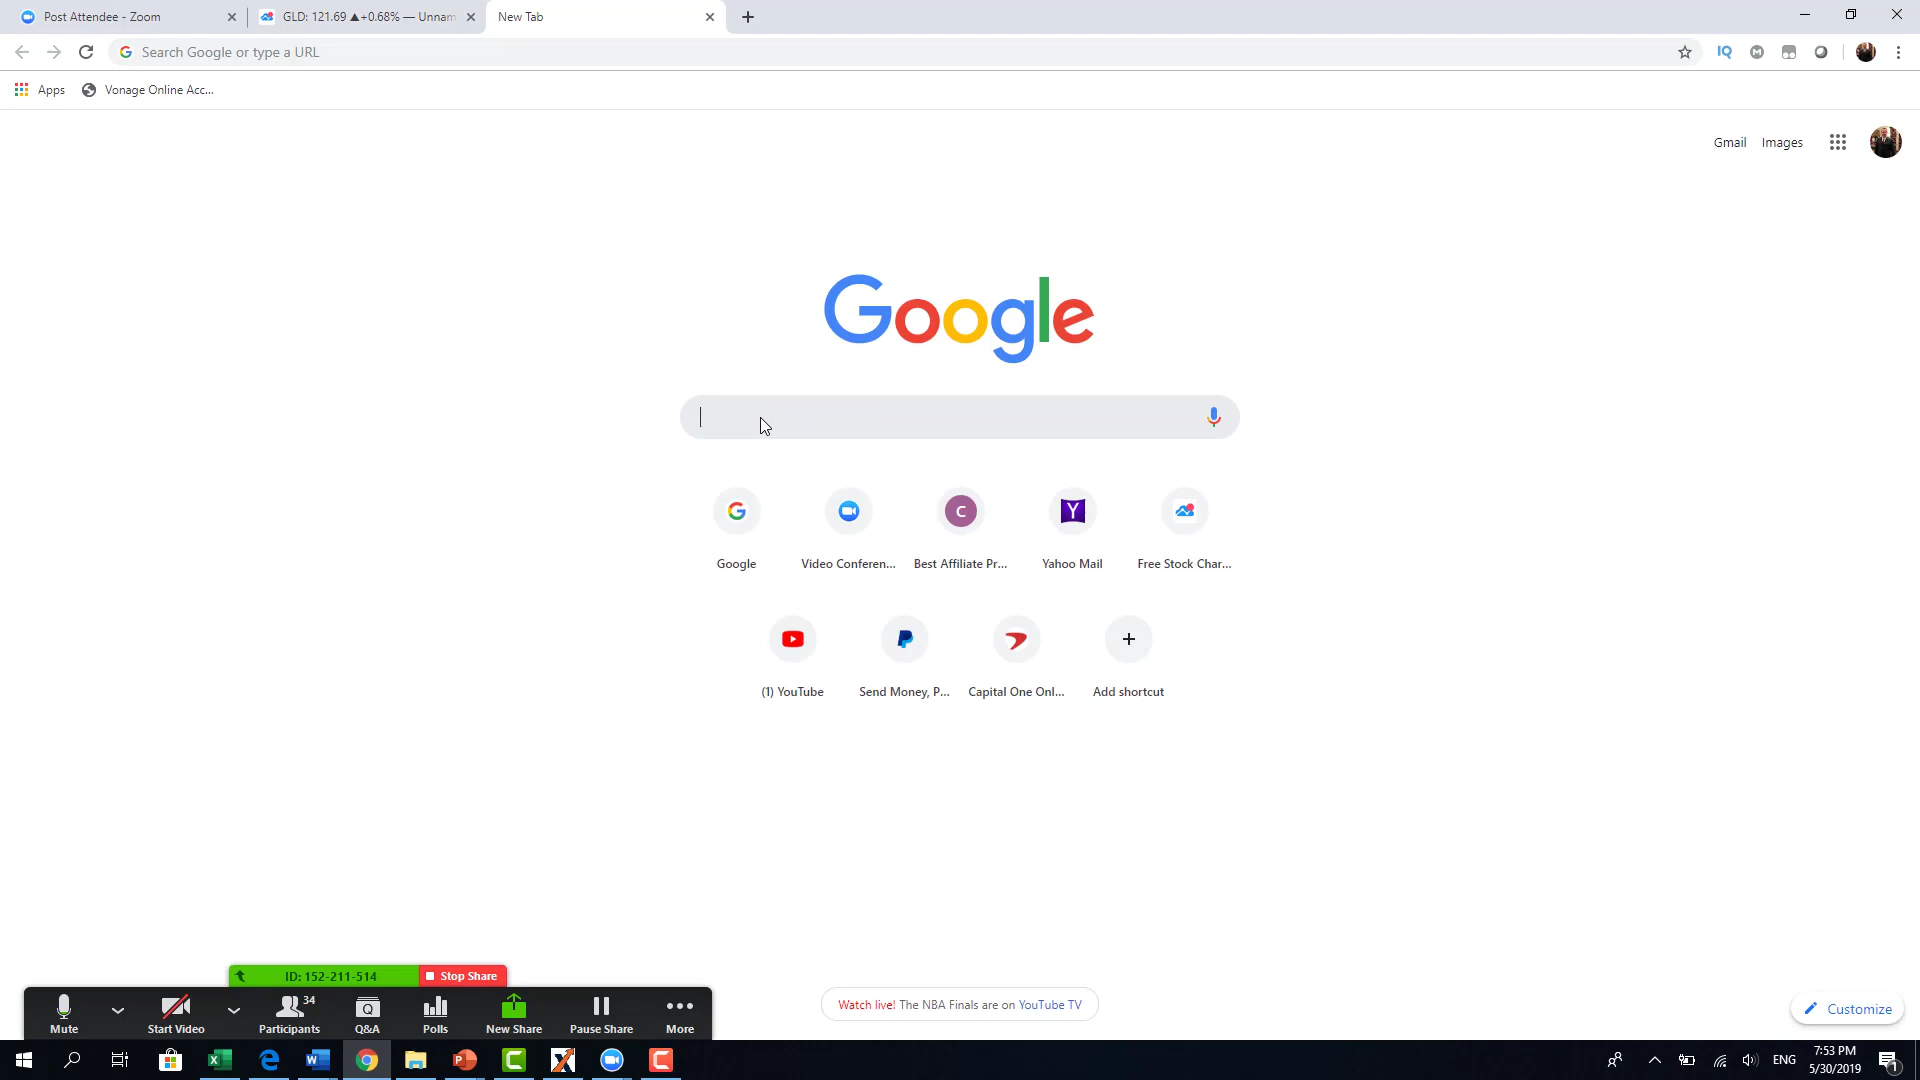 Post Attendee - Zoom
GLD: 121.69 ▲+0.68% — Unnam
New Tab
Search Google or type a URL
IQ
M
Apps
Vonage Online Acc...
Gmail
Images
Google
Google
Video Conferen...
C
Best Affiliate Pr...
Y
Yahoo Mail
Free Stock Char...
(1) YouTube
Send Money, P...
Capital One Onl...
Add shortcut
ID: 152-211-514
Stop Share
Mute
Start Video
34
Participants
Q
Q&A
Polls
New Share
Pause Share
More
Watch live! The NBA Finals are on YouTube TV
Customize
ENG
7:53 PM
5/30/2019
1